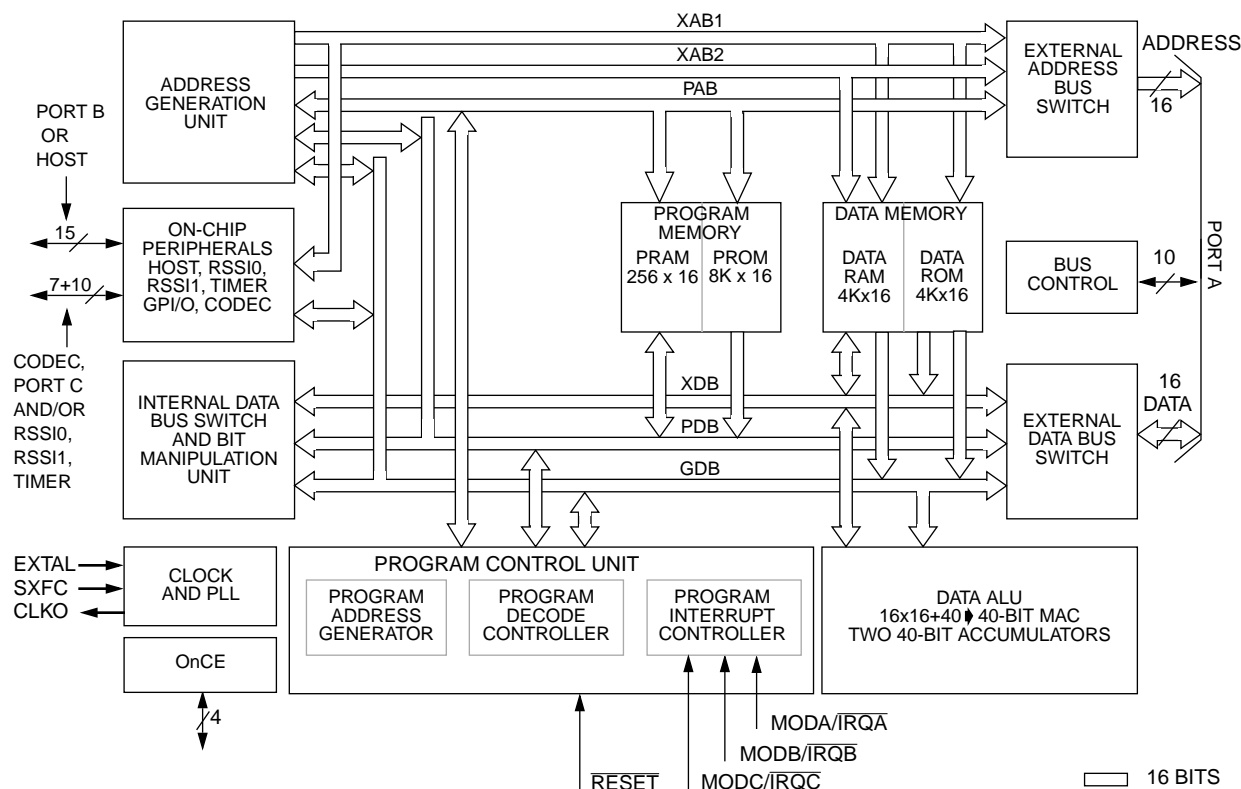 XAB1
XAB2
PAB
ADDRESS
GENERATION
UNIT
EXTERNAL
ADDRESS
BUS
SWITCH
ADDRESS
16
PORT B
OR
HOST
15
7+10
ON-CHIP
PERIPHERALS
HOST, RSSI0,
RSSI1, TIMER
GPI/O, CODEC
CODEC,
PORT C
AND/OR
RSSI0,
RSSI1,
TIMER
PROGRAM
MEMORY
PRAM
256 x 16
PROM
8K x 16
DATA MEMORY
DATA
RAM
4Kx16
DATA
ROM
4Kx16
BUS
CONTROL
10
PORT A
INTERNAL DATA
BUS SWITCH
AND BIT
MANIPULATION
UNIT
XDB
PDB
GDB
EXTERNAL
DATA BUS
SWITCH
16
DATA
EXTAL
SXFC
CLKO
CLOCK
AND PLL
OnCE
4
PROGRAM CONTROL UNIT
PROGRAM
ADDRESS
GENERATOR
PROGRAM
DECODE
CONTROLLER
PROGRAM
INTERRUPT
CONTROLLER
DATA ALU
16x16+40 ➧ 40-BIT MAC
TWO 40-BIT ACCUMULATORS
MODA/IRQA
MODB/IRQB
MODC/IRQC
RESET
16 BITS